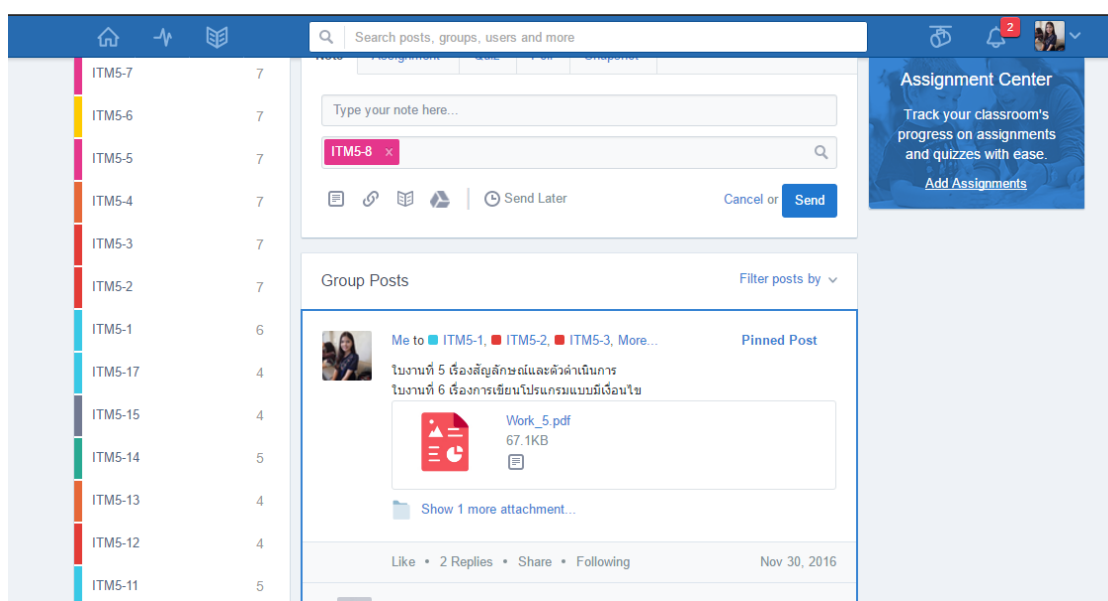 Search posts, groups, users and more
2
ITM5-7 7
ITM5-6 7
ITM5-5 7
ITM5-4 7
ITM5-3 7
ITM5-2 7
ITM5-1 6
ITM5-17 4
ITM5-15 4
ITM5-14 5
ITM5-13 4
ITM5-12 4
ITM5-11 5
Note Assignment Quiz Poll Snapshot
Type your note here...
ITM5-8 ×
Send Later Cancel or Send
Group Posts Filter posts by
Me to ITM5-1, ITM5-2, ITM5-3, More... Pinned Post
ใบงานที่ 5 เรื่องสัญลักษณ์และตัวดำเนินการ
ใบงานที่ 6 เรื่องการเขียนโปรแกรมแบบมีเงื่อนไข
Work_5.pdf
67.1KB
Show 1 more attachment...
Like • 2 Replies • Share • Following Nov 30, 2016
Assignment Center
Track your classroom's
progress on assignments
and quizzes with ease.
Add Assignments